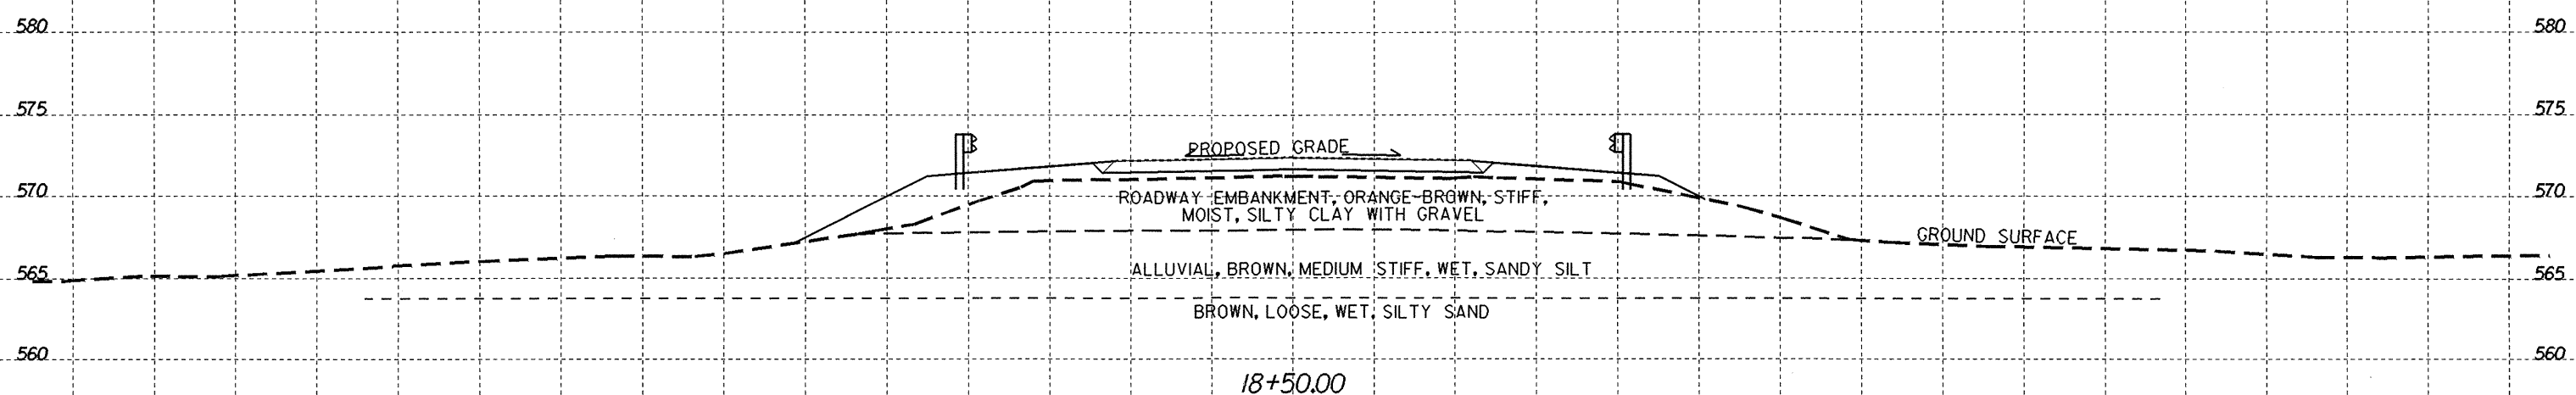 580 580
575 575
PROPOSED GRADE
570 570
ROADWAY EMBANKMENT, ORANGE-BROWN, STIFF,
MOIST, SILTY CLAY WITH GRAVEL
GROUND SURFACE
565 565
ALLUVIAL, BROWN, MEDIUM STIFF, WET, SANDY SILT
BROWN, LOOSE, WET, SILTY SAND
560 560
18+50.00